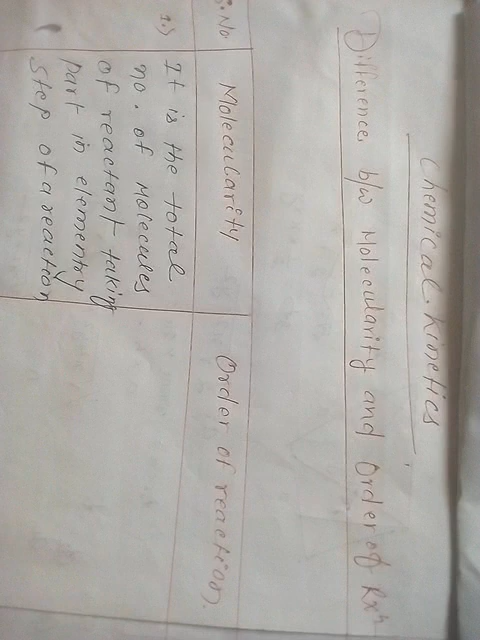 Chemical. Kinetics
Difference b/w Molecularity and Order of Rxn
S.No Molecularity Order of reaction.
1.) It is the total
no. of Molecules
of reactant taking
part in elementry
step of a reaction